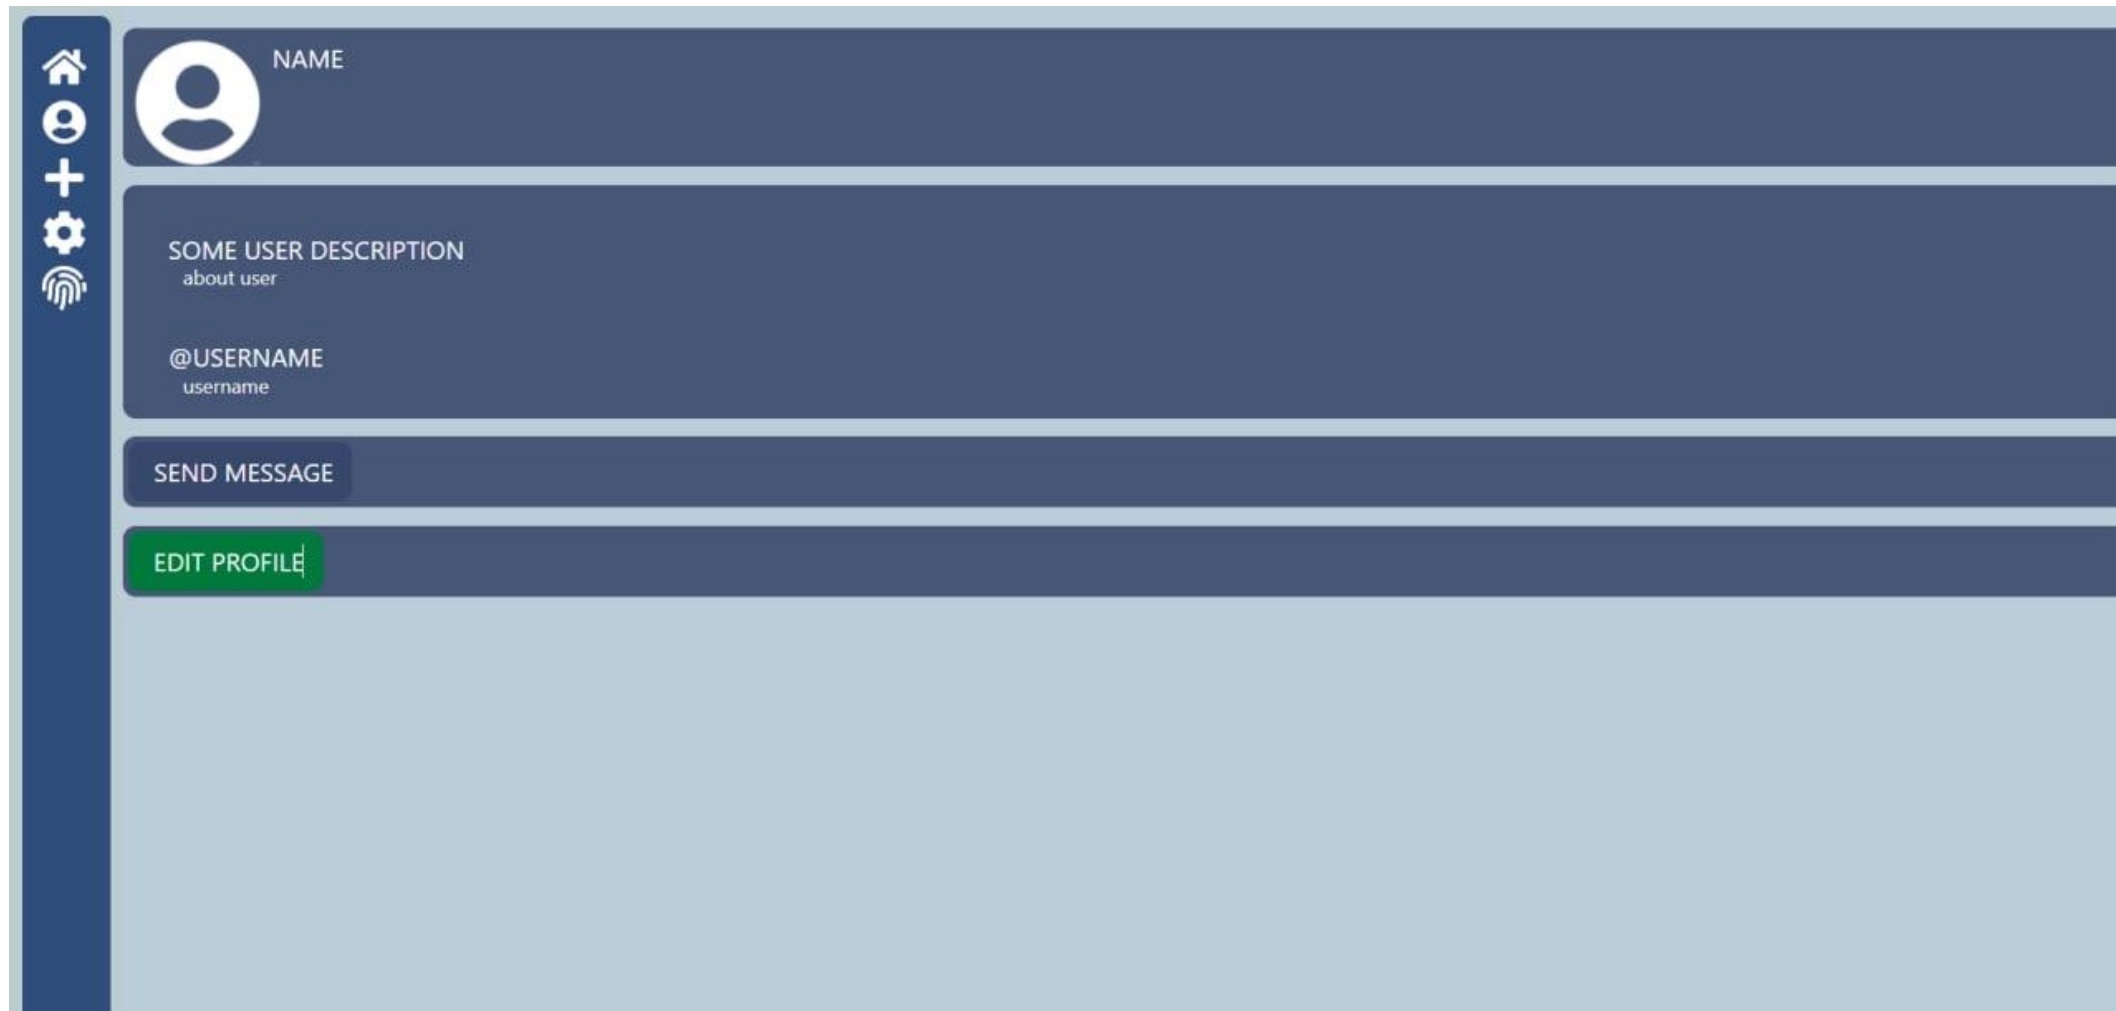 NAME
SOME USER DESCRIPTION
about user
@USERNAME
username
SEND MESSAGE
EDIT PROFILE